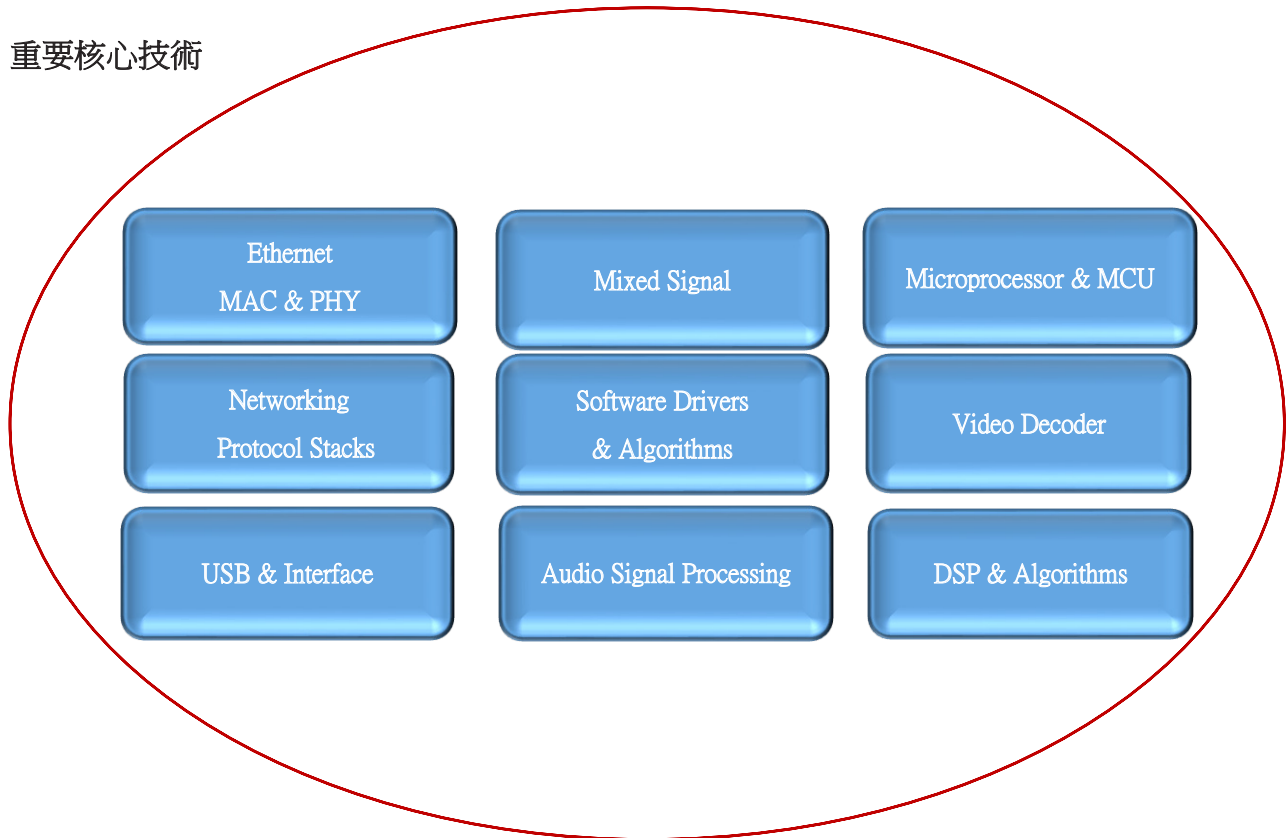 重要核心技術
Ethernet
MAC & PHY
Mixed Signal
Microprocessor & MCU
Networking
Protocol Stacks
Software Drivers
& Algorithms
Video Decoder
USB & Interface
Audio Signal Processing
DSP & Algorithms